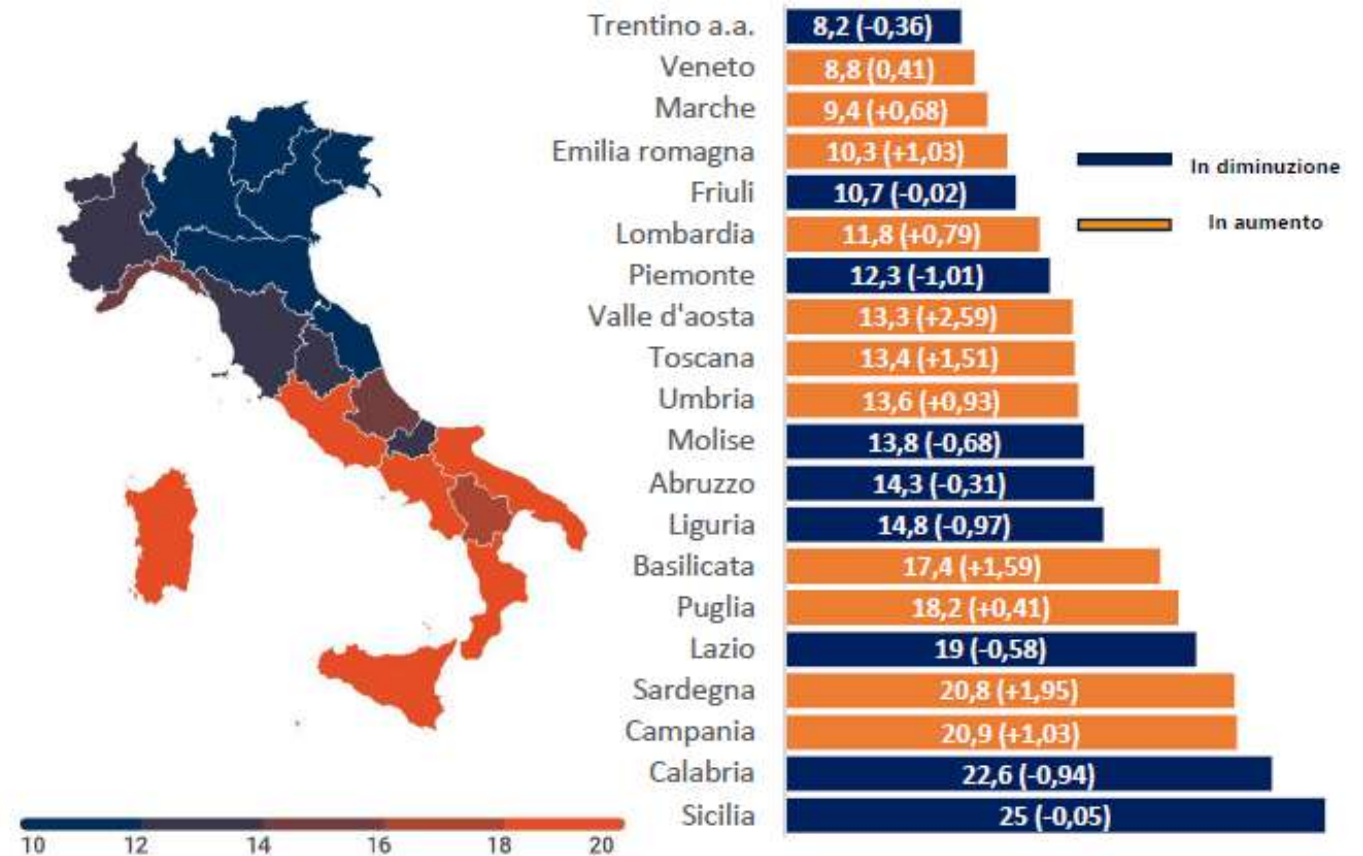 Trentino a.a. 8,2 (-0,36)
Veneto 8,8 (0,41)
Marche 9,4 (+0,68)
Emilia romagna 10,3 (+1,03)
Friuli 10,7 (-0,02)
Lombardia 11,8 (+0,79)
Piemonte 12,3 (-1,01)
Valle d'aosta 13,3 (+2,59)
Toscana 13,4 (+1,51)
Umbria 13,6 (+0,93)
Molise 13,8 (-0,68)
Abruzzo 14,3 (-0,31)
Liguria 14,8 (-0,97)
Basilicata 17,4 (+1,59)
Puglia 18,2 (+0,41)
Lazio 19 (-0,58)
Sardegna 20,8 (+1,95)
Campania 20,9 (+1,03)
Calabria 22,6 (-0,94)
Sicilia 25 (-0,05)
In diminuzione
In aumento
10 12 14 16 18 20